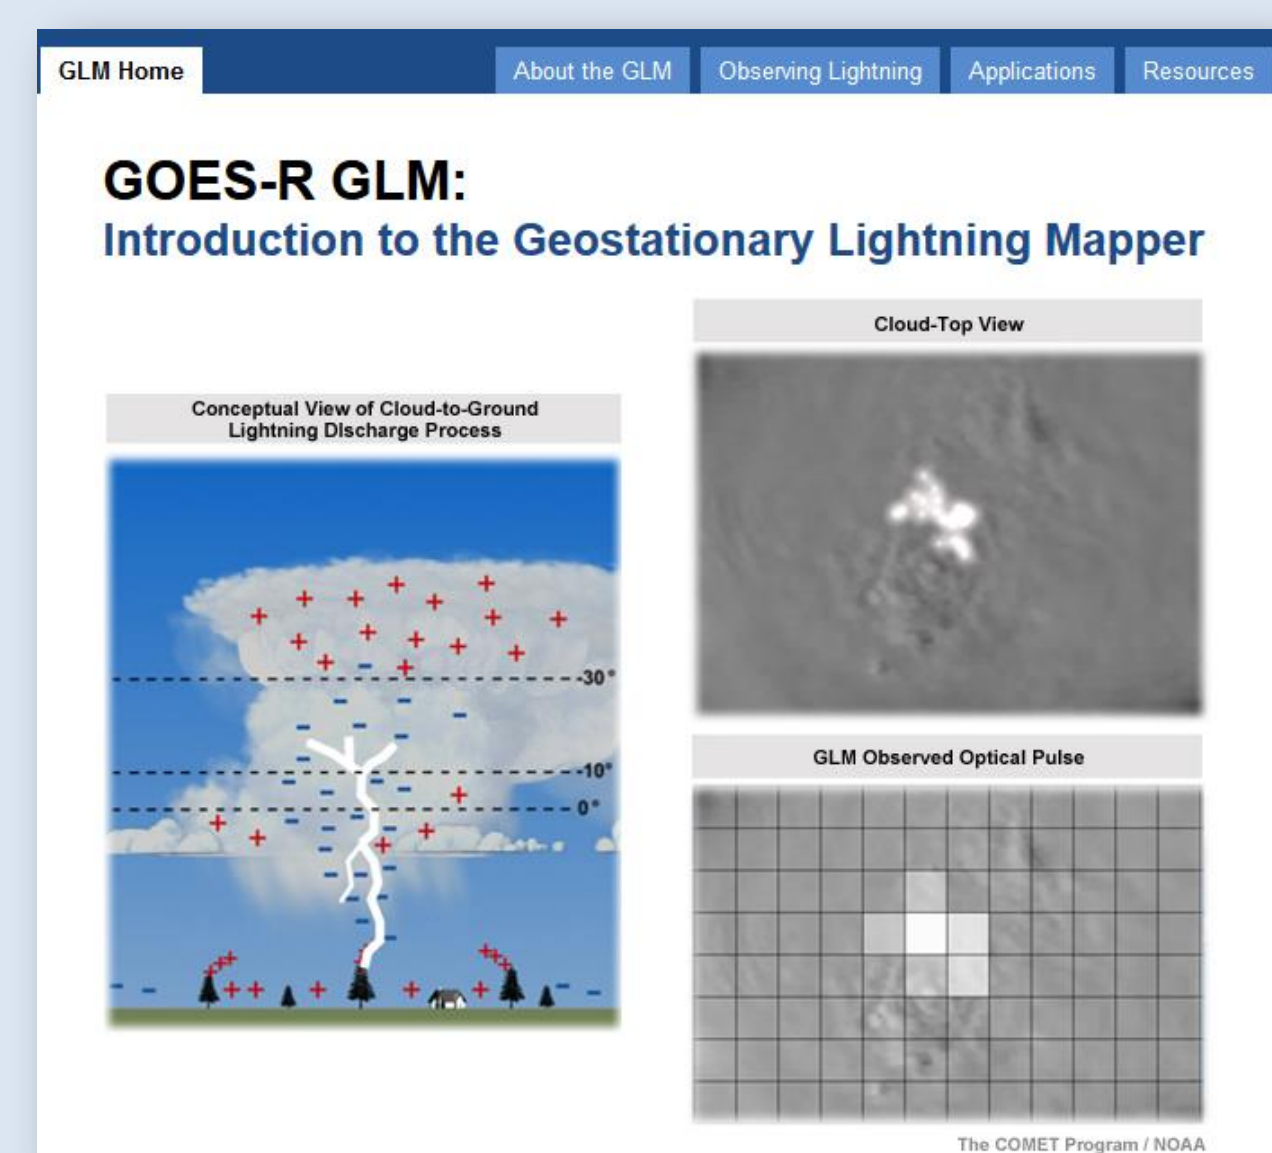 GLM Home
About the GLM
Observing Lightning
Applications
Resources
GOES-R GLM:
Introduction to the Geostationary Lightning Mapper
Conceptual View of Cloud-to-Ground
Lightning DIscharge Process
-30°
-10°
0°
Cloud-Top View
GLM Observed Optical Pulse
The COMET Program / NOAA